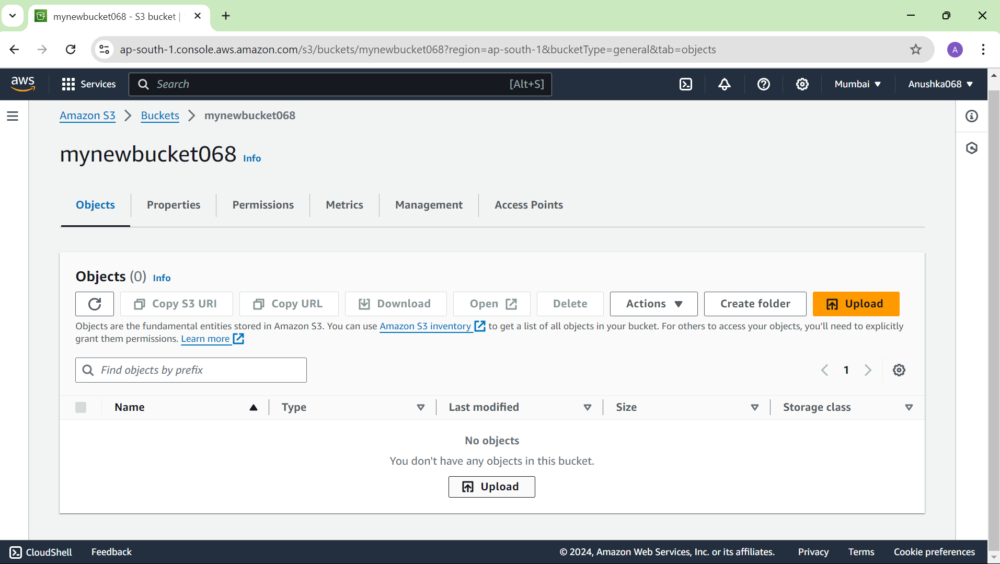 mynewbucket068 - S3 bucket |
ap-south-1.console.aws.amazon.com/s3/buckets/mynewbucket068?region=ap-south-1&bucketType=general&tab=objects
A
aws
Services
Search
[Alt+S]
Mumbai
Anushka068
Amazon S3
Buckets
mynewbucket068
mynewbucket068 Info
Objects
Properties
Permissions
Metrics
Management
Access Points
Objects (0) Info
Copy S3 URI
Copy URL
Download
Open
Delete
Actions
Create folder
Upload
Objects are the fundamental entities stored in Amazon S3. You can use Amazon S3 inventory to get a list of all objects in your bucket. For others to access your objects, you’ll need to explicitly
grant them permissions. Learn more
Find objects by prefix
1
Name
Type
Last modified
Size
Storage class
No objects
You don't have any objects in this bucket.
Upload
CloudShell
Feedback
© 2024, Amazon Web Services, Inc. or its affiliates.
Privacy
Terms
Cookie preferences